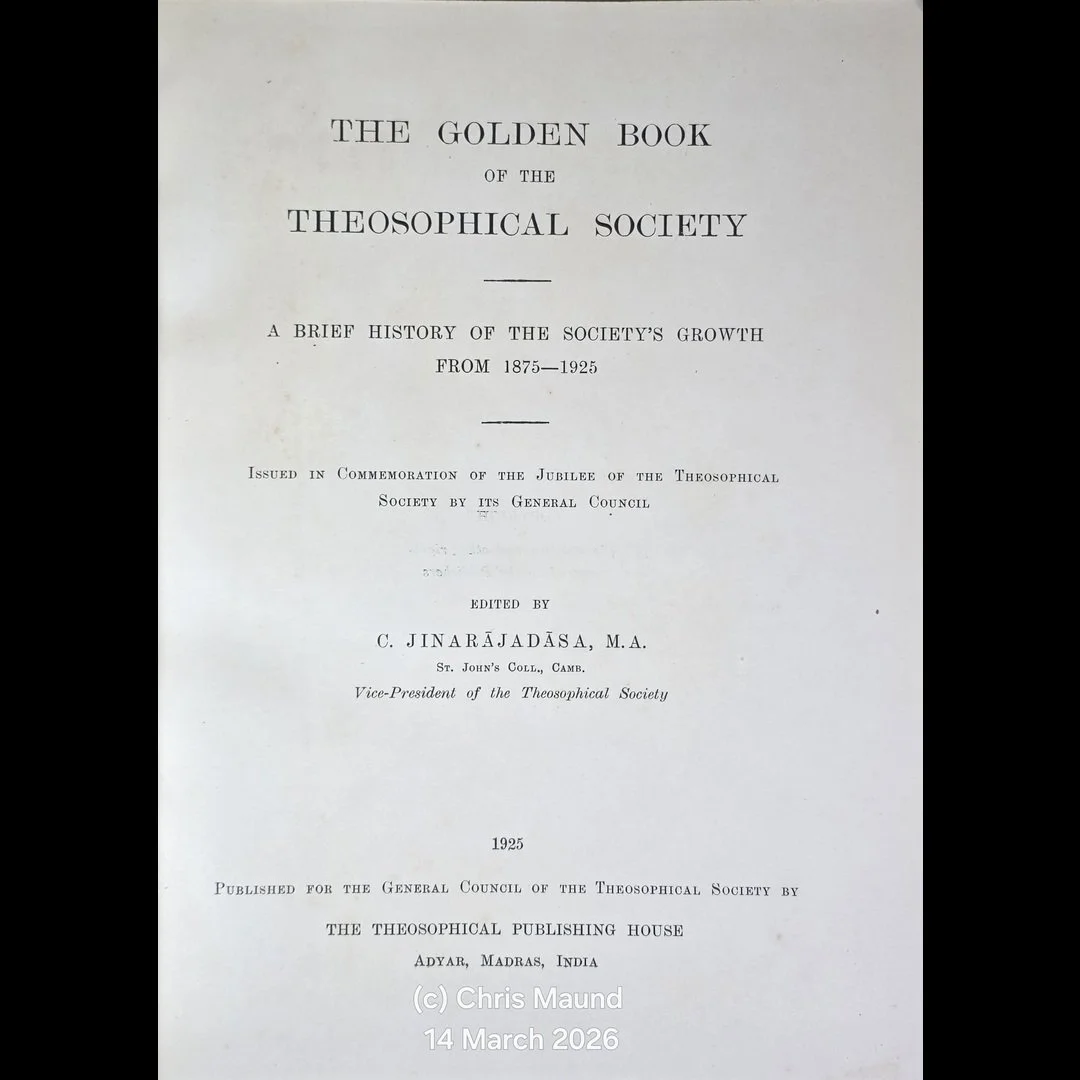 THE GOLDEN BOOK
OF THE
THEOSOPHICAL SOCIETY
A BRIEF HISTORY OF THE SOCIETY'S GROWTH
FROM 1875—1925
ISSUED IN COMMEMORATION OF THE JUBILEE OF THE THEOSOPHICAL
SOCIETY BY ITS GENERAL COUNCIL
EDITED BY
C. JINARĀJADĀSA, M.A.
ST. JOHN'S COLL., CAMB.
Vice-President of the Theosophical Society
1925
PUBLISHED FOR THE GENERAL COUNCIL OF THE THEOSOPHICAL SOCIETY BY
THE THEOSOPHICAL PUBLISHING HOUSE
ADYAR, MADRAS, INDIA
(c) Chris Maund
14 March 2026